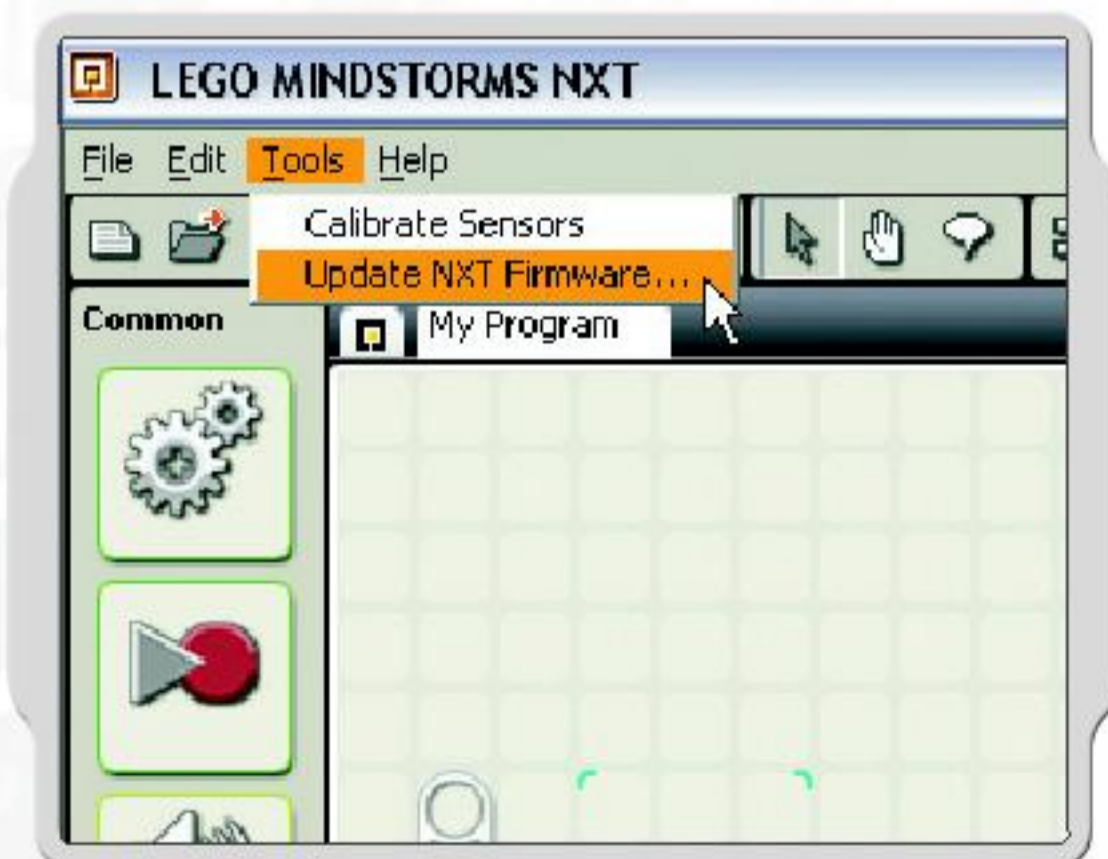 LEGO MINDSTORMS NXT
File Edit Tools Help
Calibrate Sensors
Update NXT Firmware...
Common
My Program